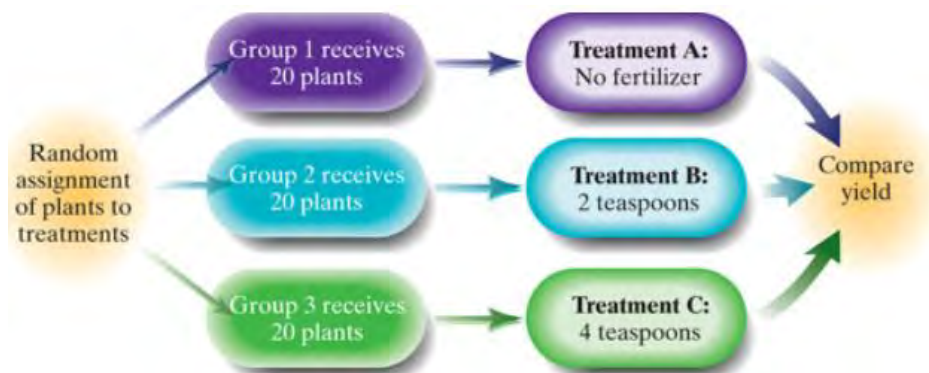 Random
assignment
of plants to
treatments
Group 1 receives
20 plants
Treatment A:
No fertilizer
Group 2 receives
20 plants
Treatment B:
2 teaspoons
Group 3 receives
20 plants
Treatment C:
4 teaspoons
Compare
yield